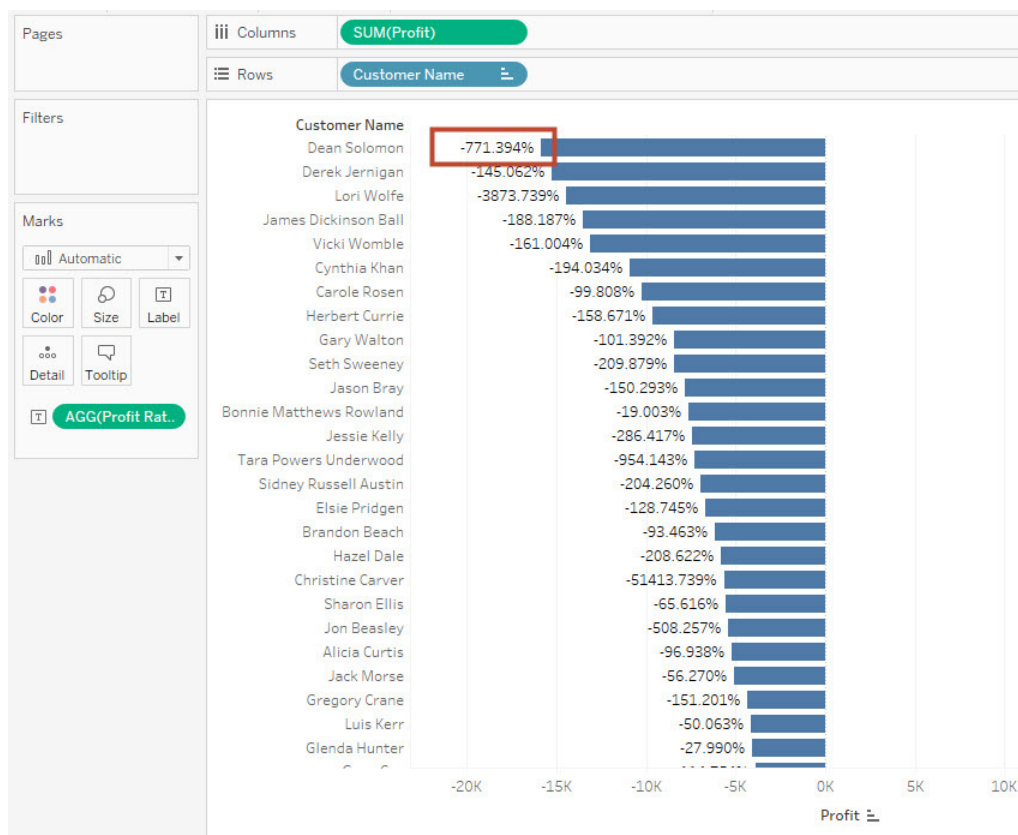 Pages
Columns
SUM(Profit)
Rows
Customer Name
Filters
Marks
Automatic
Color
Size
Label
Detail
Tooltip
AGG(Profit Rat..
Customer Name
Dean Solomon -771.394%
Derek Jernigan -145.062%
Lori Wolfe -3873.739%
James Dickinson Ball -188.187%
Vicki Womble -161.004%
Cynthia Khan -194.034%
Carole Rosen -99.808%
Herbert Currie -158.671%
Gary Walton -101.392%
Seth Sweeney -209.879%
Jason Bray -150.293%
Bonnie Matthews Rowland -19.003%
Jessie Kelly -286.417%
Tara Powers Underwood -954.143%
Sidney Russell Austin -204.260%
Elsie Pridgen -128.745%
Brandon Beach -93.463%
Hazel Dale -208.622%
Christine Carver -51413.739%
Sharon Ellis -65.616%
Jon Beasley -508.257%
Alicia Curtis -96.938%
Jack Morse -56.270%
Gregory Crane -151.201%
Luis Kerr -50.063%
Glenda Hunter -27.990%
-20K -15K -10K -5K 0K 5K 10K
Profit